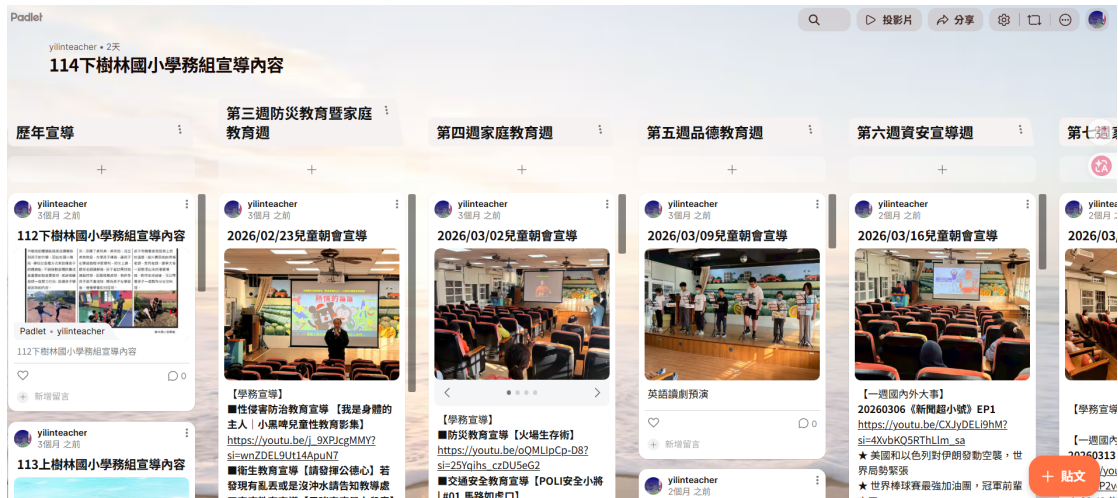 Padlet
投影片
分享
yilinteacher • 2天
114下樹林國小學務組宣導內容
歷年宣導
yilinteacher
3個月 之前
112下樹林國小學務組宣導內容
Padlet • yilinteacher
112下樹林國小學務組宣導內容
0
新增留言
yilinteacher
3個月 之前
113上樹林國小學務組宣導內容
第三週防災教育暨家庭
教育週
yilinteacher
3個月 之前
2026/02/23兒童朝會宣導
【學務宣導】
■性侵害防治教育宣導 【我是身體的
主人|小黑啤兒童性教育影集】
https://youtu.be/j_9XPJcgMMY?
si=wnZDEL9Ut14ApuN7
■衛生教育宣導【請發揮公德心】若
發現有亂丟或是沒沖水請告知教導處
第四週家庭教育週
yilinteacher
3個月 之前
2026/03/02兒童朝會宣導
【學務宣導】
■防災教育宣導【火場生存術】
https://youtu.be/oQMLIpCp-D8?
si=25Yqihs_czDU5eG2
■交通安全教育宣導【POLI安全小將
| #01 馬路如虎口】
第五週品德教育週
yilinteacher
3個月 之前
2026/03/09兒童朝會宣導
英語讀劇預演
0
新增留言
yilinteacher
2個月 之前
第六週資安宣導週
yilinteacher
2個月 之前
2026/03/16兒童朝會宣導
【一週國內外大事】
20260306《新聞超小號》EP1
https://youtu.be/CXJyDELi9hM?
si=4XvbKQ5RThLIm_sa
★ 美國和以色列對伊朗發動空襲，世
界局勢緊張
★ 世界棒球賽最強加油團，冠軍前輩
第七週
2個月 之前
2026/03/
【學務宣導
【一週國內
20260313
貼文